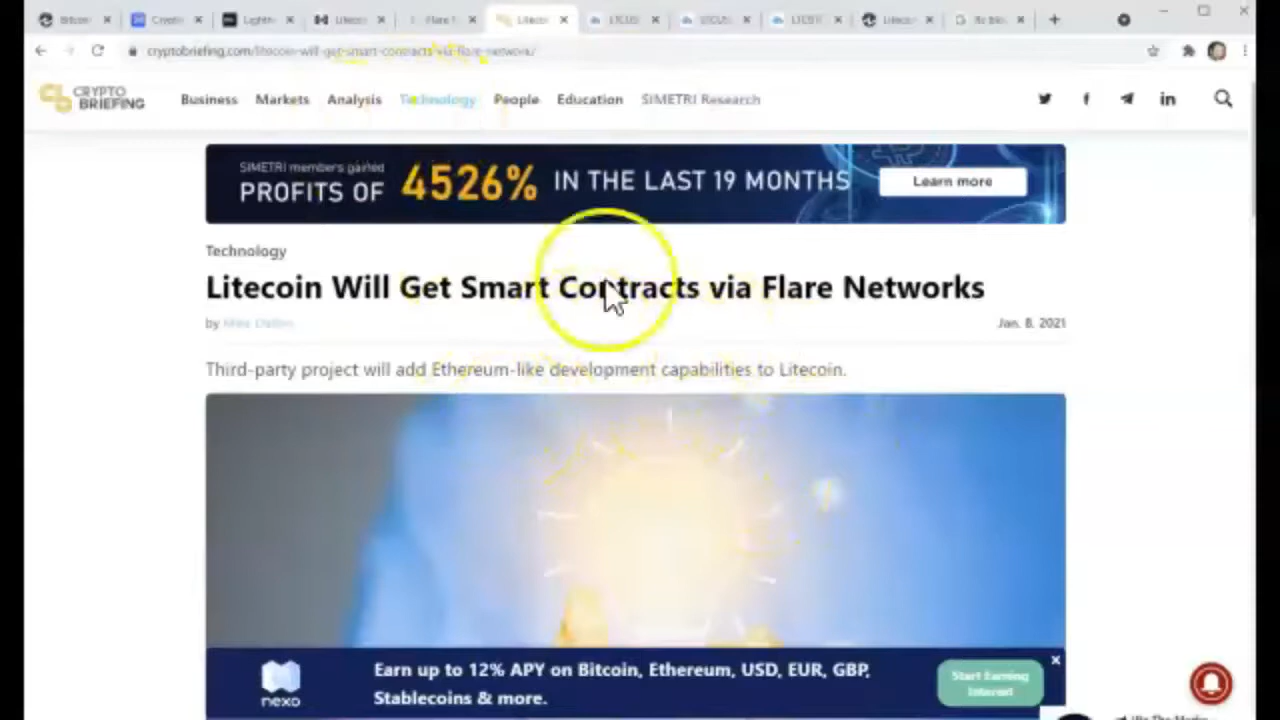 cryptobriefing.com/litecoin-will-get-smart-contracts-via-flare-network/
CRYPTO
BRIEFING
Business Markets Analysis Technology People Education SIMETRI Research
SIMETRI members gained
PROFITS OF 4526% IN THE LAST 19 MONTHS
Learn more
Technology
Litecoin Will Get Smart Contracts via Flare Networks
by Mike Dalton
Jan. 8, 2021
Third-party project will add Ethereum-like development capabilities to Litecoin.
nexo
Earn up to 12% APY on Bitcoin, Ethereum, USD, EUR, GBP,
Stablecoins & more.
Start Earning
Interest